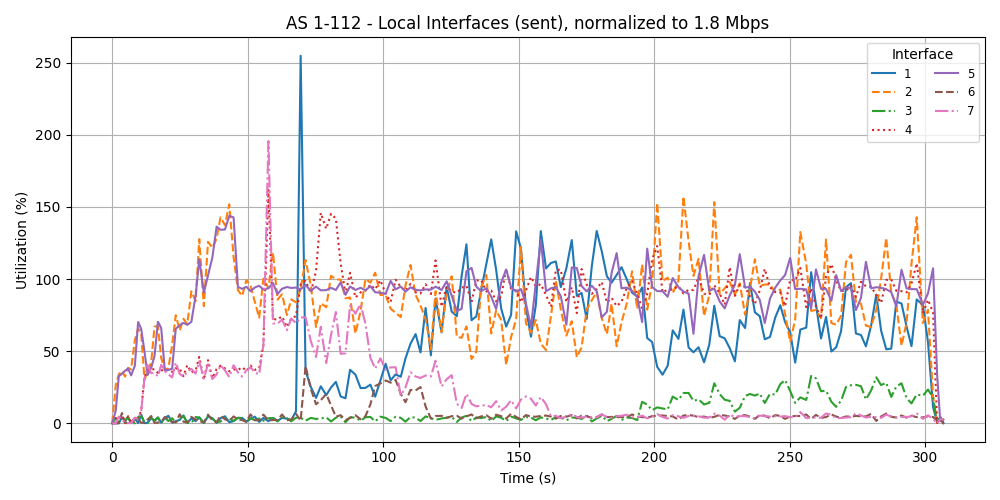 AS 1-112 - Local Interfaces (sent), normalized to 1.8 Mbps
Utilization (%)
250
200
150
100
50
0
0 50 100 150 200 250 300
Time (s)
Interface
1 5
2 6
3 7
4